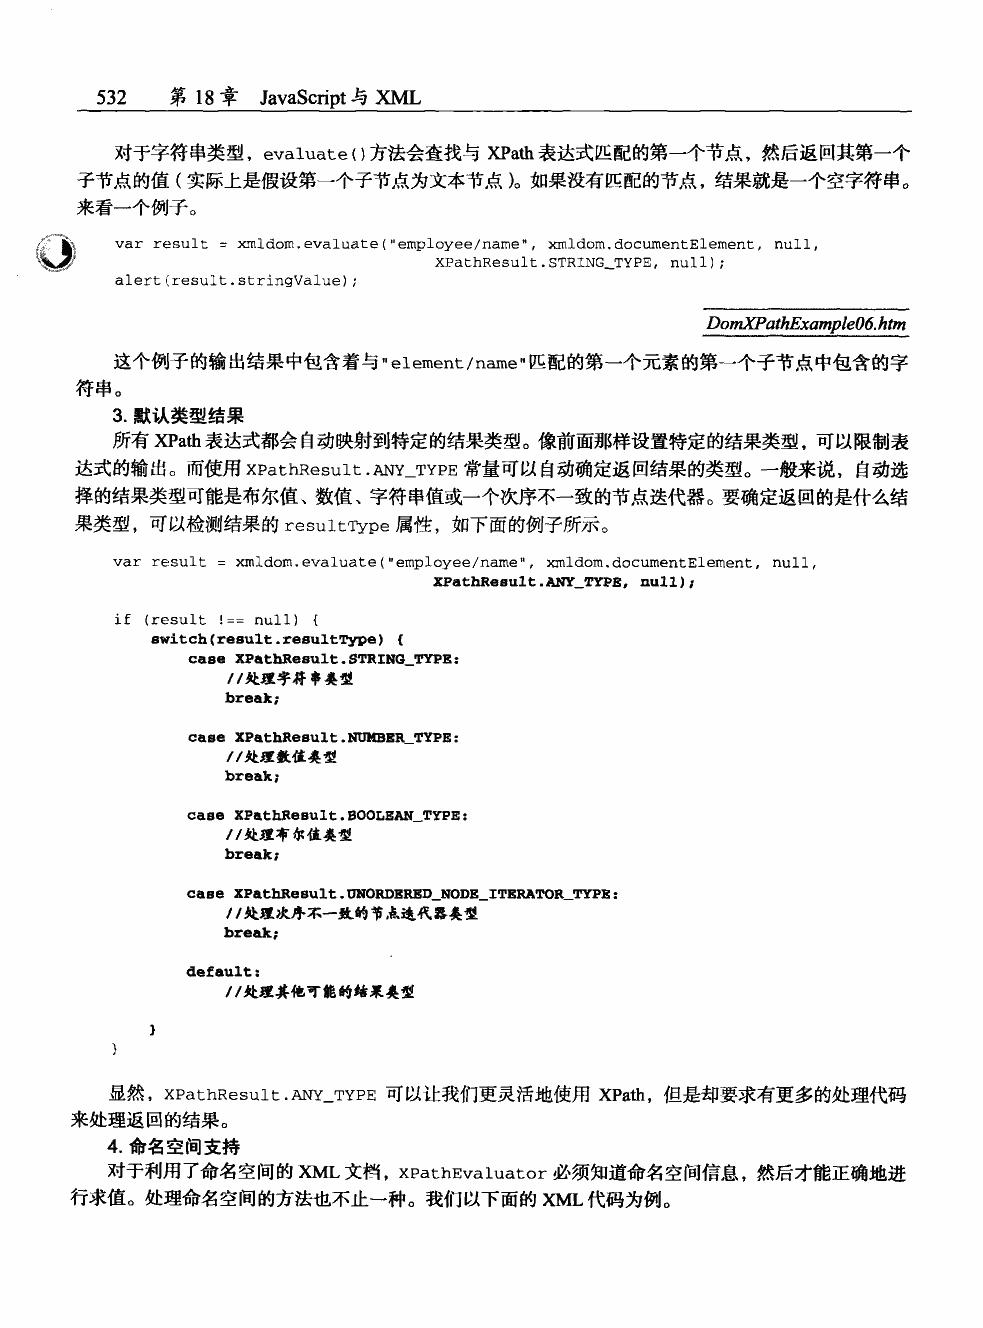 532 第 18 章 JavaScript 与 XML
对于字符串类型，evaluate()方法会查找与 XPath 表达式匹配的第一个节点，然后返回其第一个
子节点的值（实际上是假设第一个子节点为文本节点）。如果没有匹配的节点，结果就是一个空字符串。
来看一个例子。
var result = xmldom.evaluate("employee/name", xmldom.documentElement, null,
XPathResult.STRING_TYPE, null);
alert(result.stringValue);
DomXPathExample06.htm
这个例子的输出结果中包含着与"element/name"匹配的第一个元素的第一个子节点中包含的字
符串。
3. 默认类型结果
所有 XPath 表达式都会自动映射到特定的结果类型。像前面那样设置特定的结果类型，可以限制表
达式的输出。而使用 XPathResult.ANY_TYPE 常量可以自动确定返回结果的类型。一般来说，自动选
择的结果类型可能是布尔值、数值、字符串值或一个次序不一致的节点迭代器。要确定返回的是什么结
果类型，可以检测结果的 resultType 属性，如下面的例子所示。
var result = xmldom.evaluate("employee/name", xmldom.documentElement, null,
XPathResult.ANY_TYPE, null);
if (result !== null) {
switch(result.resultType) {
case XPathResult.STRING_TYPE:
//处理字符串类型
break;
case XPathResult.NUMBER_TYPE:
//处理数值类型
break;
case XPathResult.BOOLEAN_TYPE:
//处理布尔值类型
break;
case XPathResult.UNORDERED_NODE_ITERATOR_TYPE:
//处理次序不一致的节点迭代器类型
break;
default:
//处理其他可能的结果类型
}
}
显然，XPathResult.ANY_TYPE 可以让我们更灵活地使用 XPath，但是却要求有更多的处理代码
来处理返回的结果。
4. 命名空间支持
对于利用了命名空间的 XML 文档，XPathEvaluator 必须知道命名空间信息，然后才能正确地进
行求值。处理命名空间的方法也不止一种。我们以下面的 XML 代码为例。